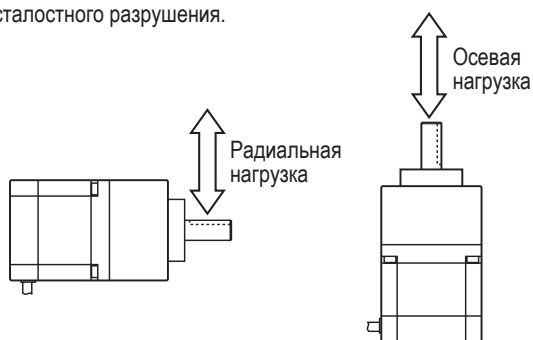 сталостного разрушения.
Осевая
нагрузка
Радиальная
нагрузка